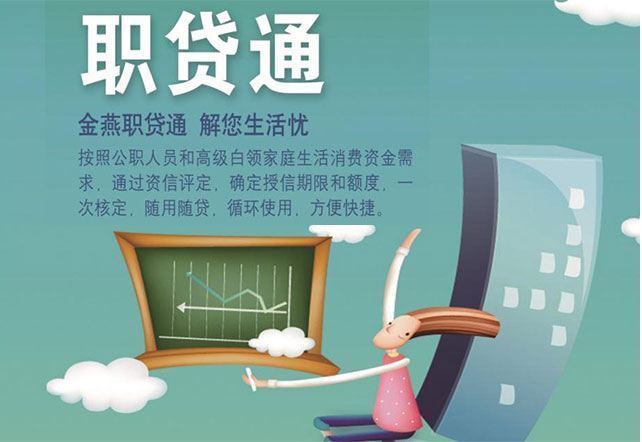 职贷通
金燕职贷通 解您生活忧
按照公职人员和高级白领家庭生活消费资金需
求，通过资信评定，确定授信期限和额度，一
次核定，随用随贷，循环使用，方便快捷。